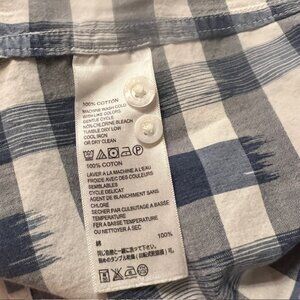 100% COTTON
MACHINE WASH COLD
WITH LIKE COLORS
GENTLE CYCLE
NON-CHLORINE BLEACH
TUMBLE DRY LOW
COOL IRON
OR DRY CLEAN
100% COTTON
LAVER A LA MACHINE A L'EAU
FROIDE AVEC DES COULEURS
SEMBLABLES
CYCLE DELICAT
AGENT DE BLANCHIMENT SANS
CHLORE
SECHER PAR CULBUTAGE A BASSE
TEMPERATURE
FER A BASSE TEMPERATURE
OU NETTOYER A SEC
綿 100%